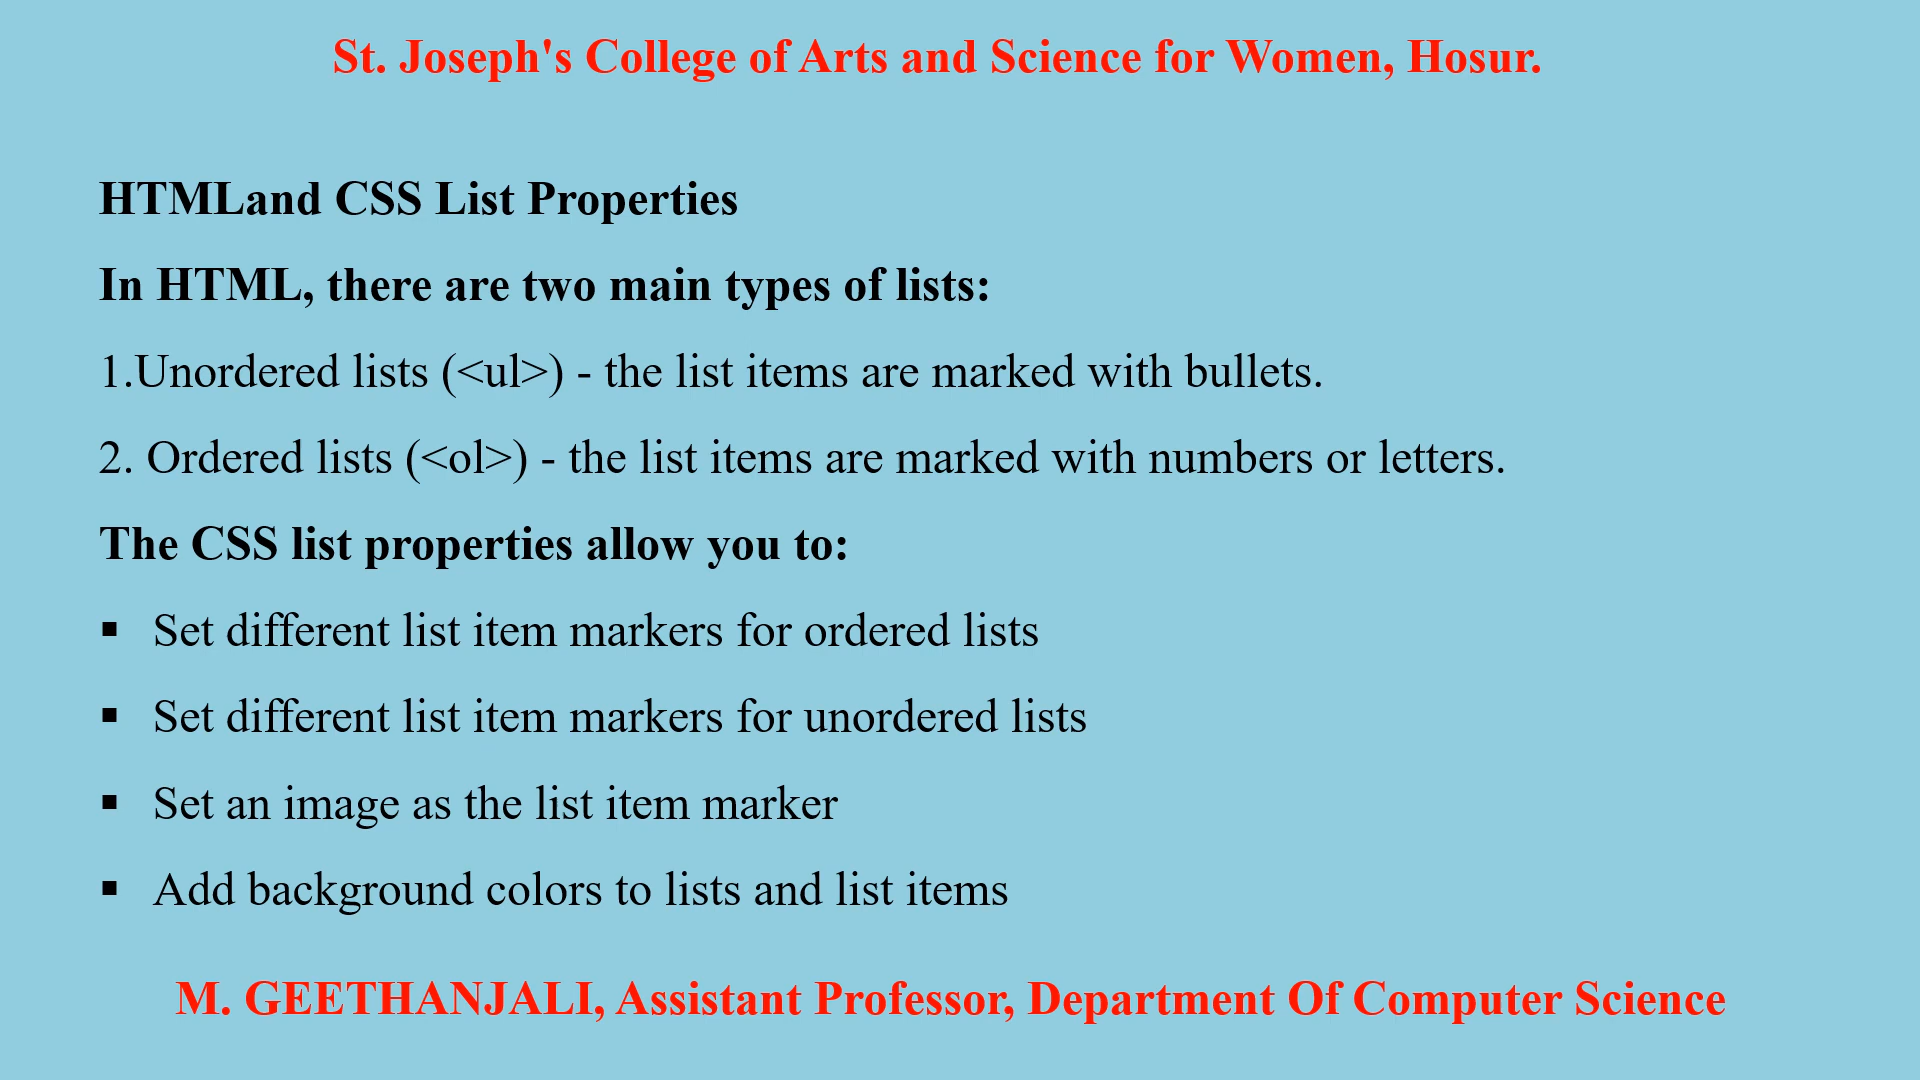 St. Joseph's College of Arts and Science for Women, Hosur.
HTMLand CSS List Properties
In HTML, there are two main types of lists:
1.Unordered lists (<ul>) - the list items are marked with bullets.
2. Ordered lists (<ol>) - the list items are marked with numbers or letters.
The CSS list properties allow you to:
▪ Set different list item markers for ordered lists
▪ Set different list item markers for unordered lists
▪ Set an image as the list item marker
▪ Add background colors to lists and list items
M. GEETHANJALI, Assistant Professor, Department Of Computer Science